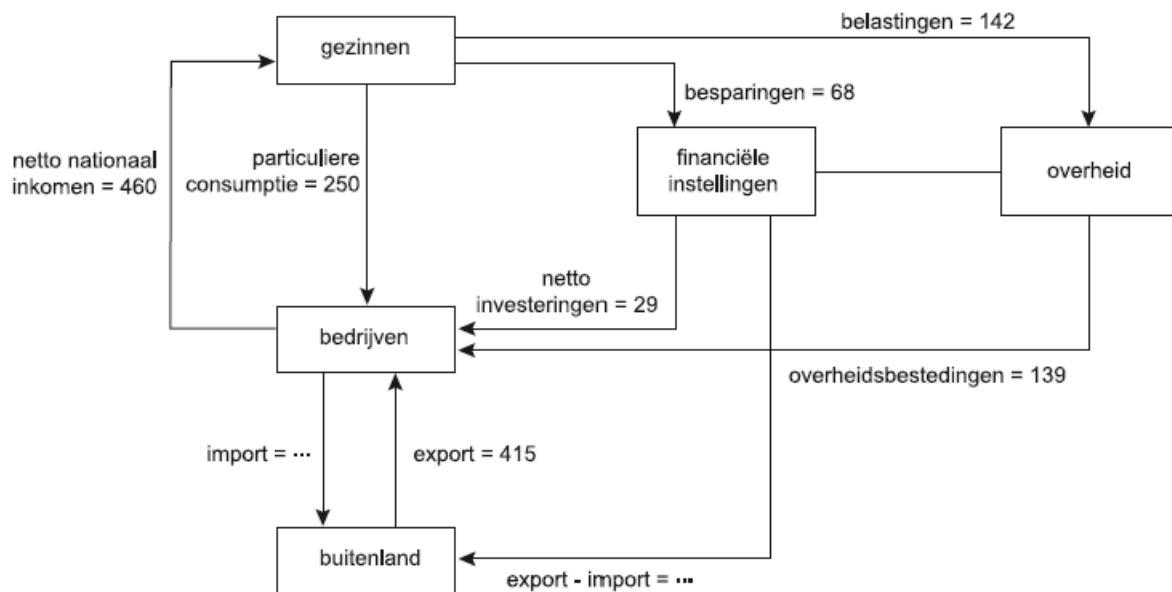 belastingen = 142
gezinnen
besparingen = 68
netto nationaal
inkomen = 460
particuliere
consumptie = 250
financiële
instellingen
overheid
netto
investeringen = 29
bedrijven
overheidsbestedingen = 139
import = ...
export = 415
buitenland
export - import = ...